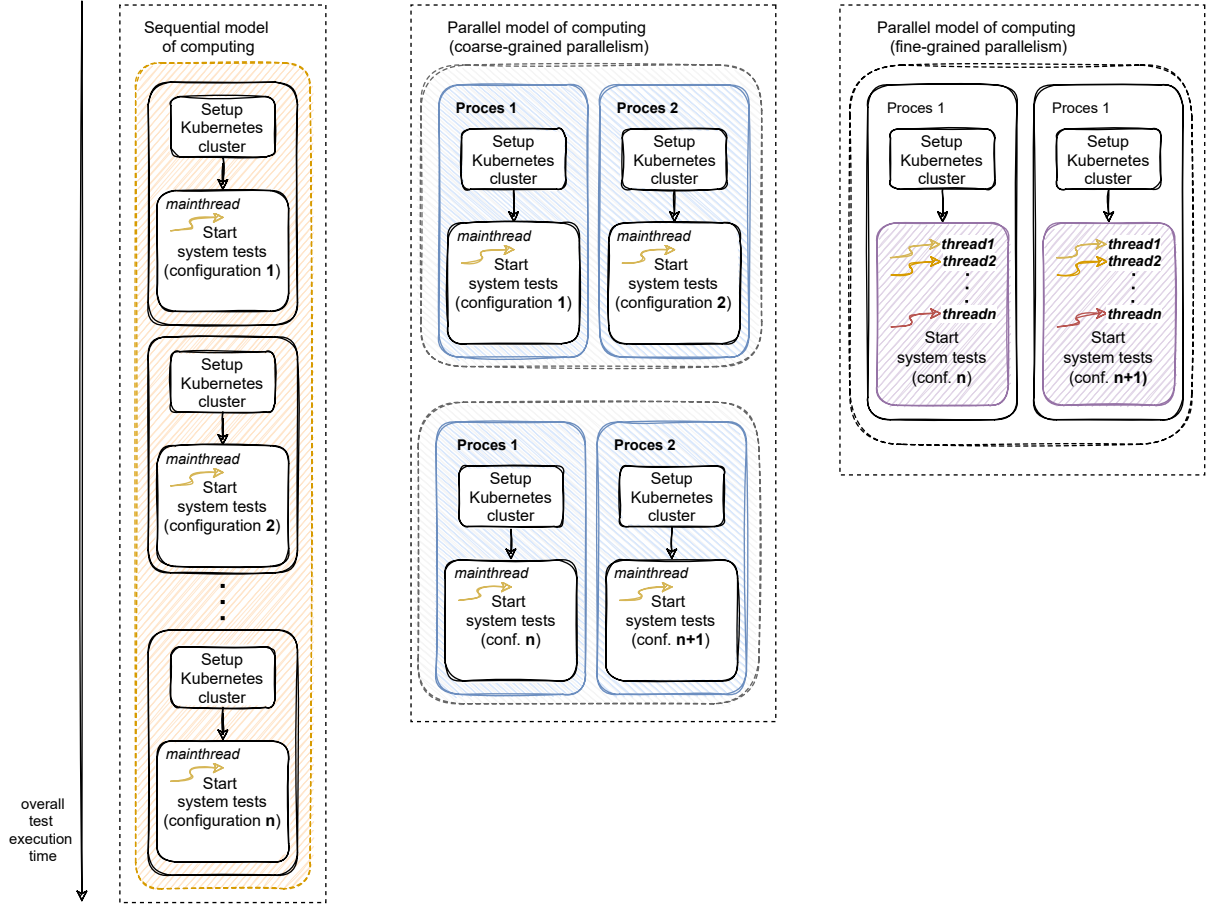 Sequential model
of computing
Setup
Kubernetes
cluster
mainthread
Start
system tests
(configuration 1)
Setup
Kubernetes
cluster
mainthread
Start
system tests
(configuration 2)
Setup
Kubernetes
cluster
mainthread
Start
system tests
(configuration n)
overall
test
execution
time
Parallel model of computing
(coarse-grained parallelism)
Proces 1
Setup
Kubernetes
cluster
mainthread
Start
system tests
(configuration 1)
Proces 2
Setup
Kubernetes
cluster
mainthread
Start
system tests
(configuration 2)
Proces 1
Setup
Kubernetes
cluster
mainthread
Start
system tests
(conf. n)
Proces 2
Setup
Kubernetes
cluster
mainthread
Start
system tests
(conf. n+1)
Parallel model of computing
(fine-grained parallelism)
Proces 1
Setup
Kubernetes
cluster
thread1
thread2
threadn
Start
system tests
(conf. n)
Proces 1
Setup
Kubernetes
cluster
thread1
thread2
threadn
Start
system tests
(conf. n+1)